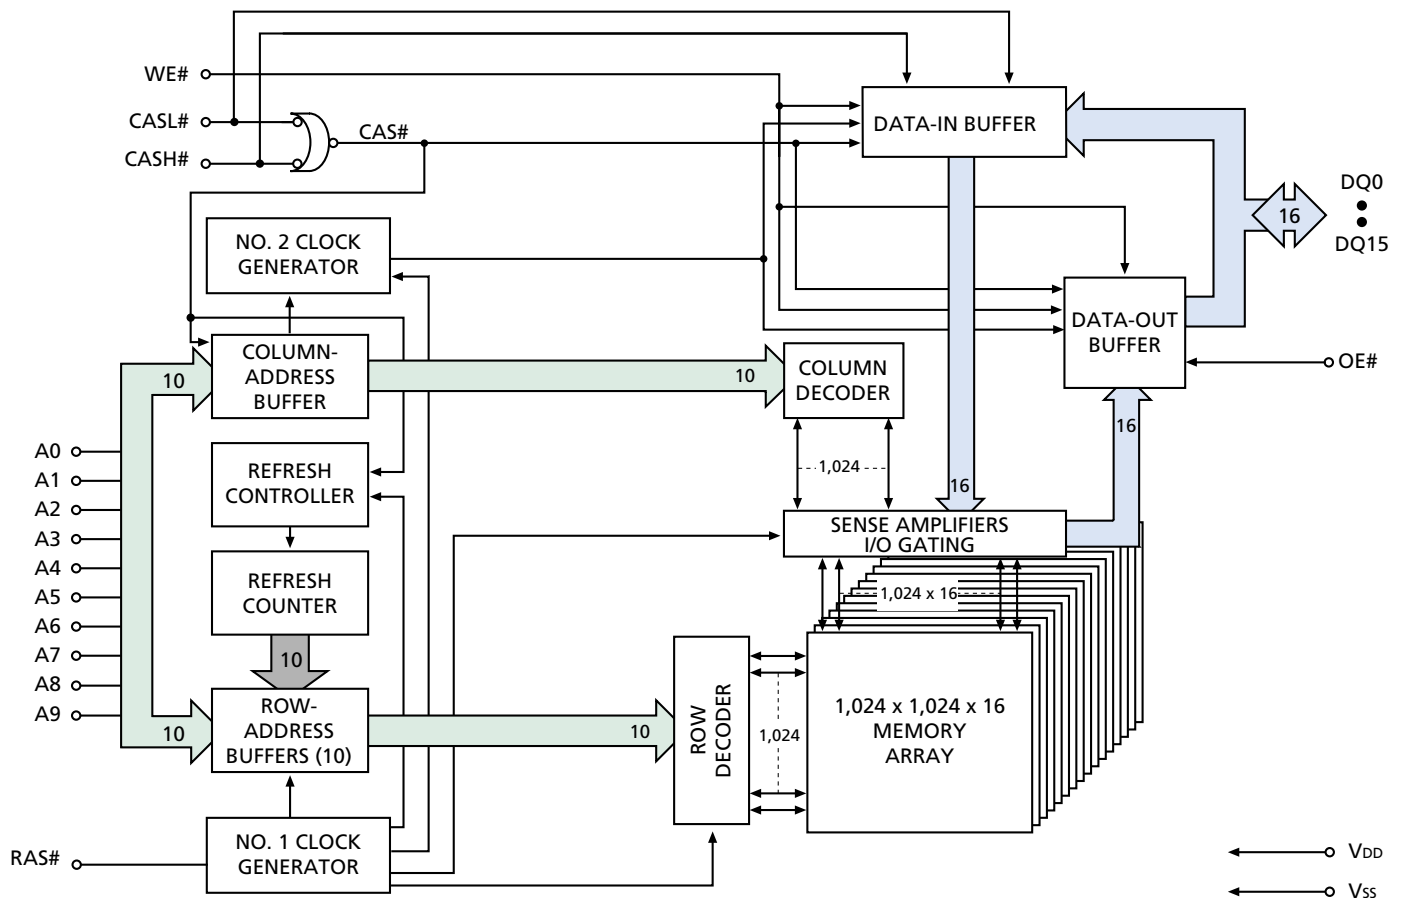 WE#
CASL#
CASH#
CAS#
DATA-IN BUFFER
DQ0
16
DQ15
NO. 2 CLOCK
GENERATOR
DATA-OUT
BUFFER
OE#
COLUMN-
ADDRESS
BUFFER
10
10
COLUMN
DECODER
16
A0
A1
A2
A3
A4
A5
A6
A7
A8
A9
REFRESH
CONTROLLER
1,024
16
SENSE AMPLIFIERS
I/O GATING
REFRESH
COUNTER
1,024 x 16
10
ROW-
ADDRESS
BUFFERS (10)
10
10
ROW
DECODER
1,024
1,024 x 1,024 x 16
MEMORY
ARRAY
RAS#
NO. 1 CLOCK
GENERATOR
VDD
VSS